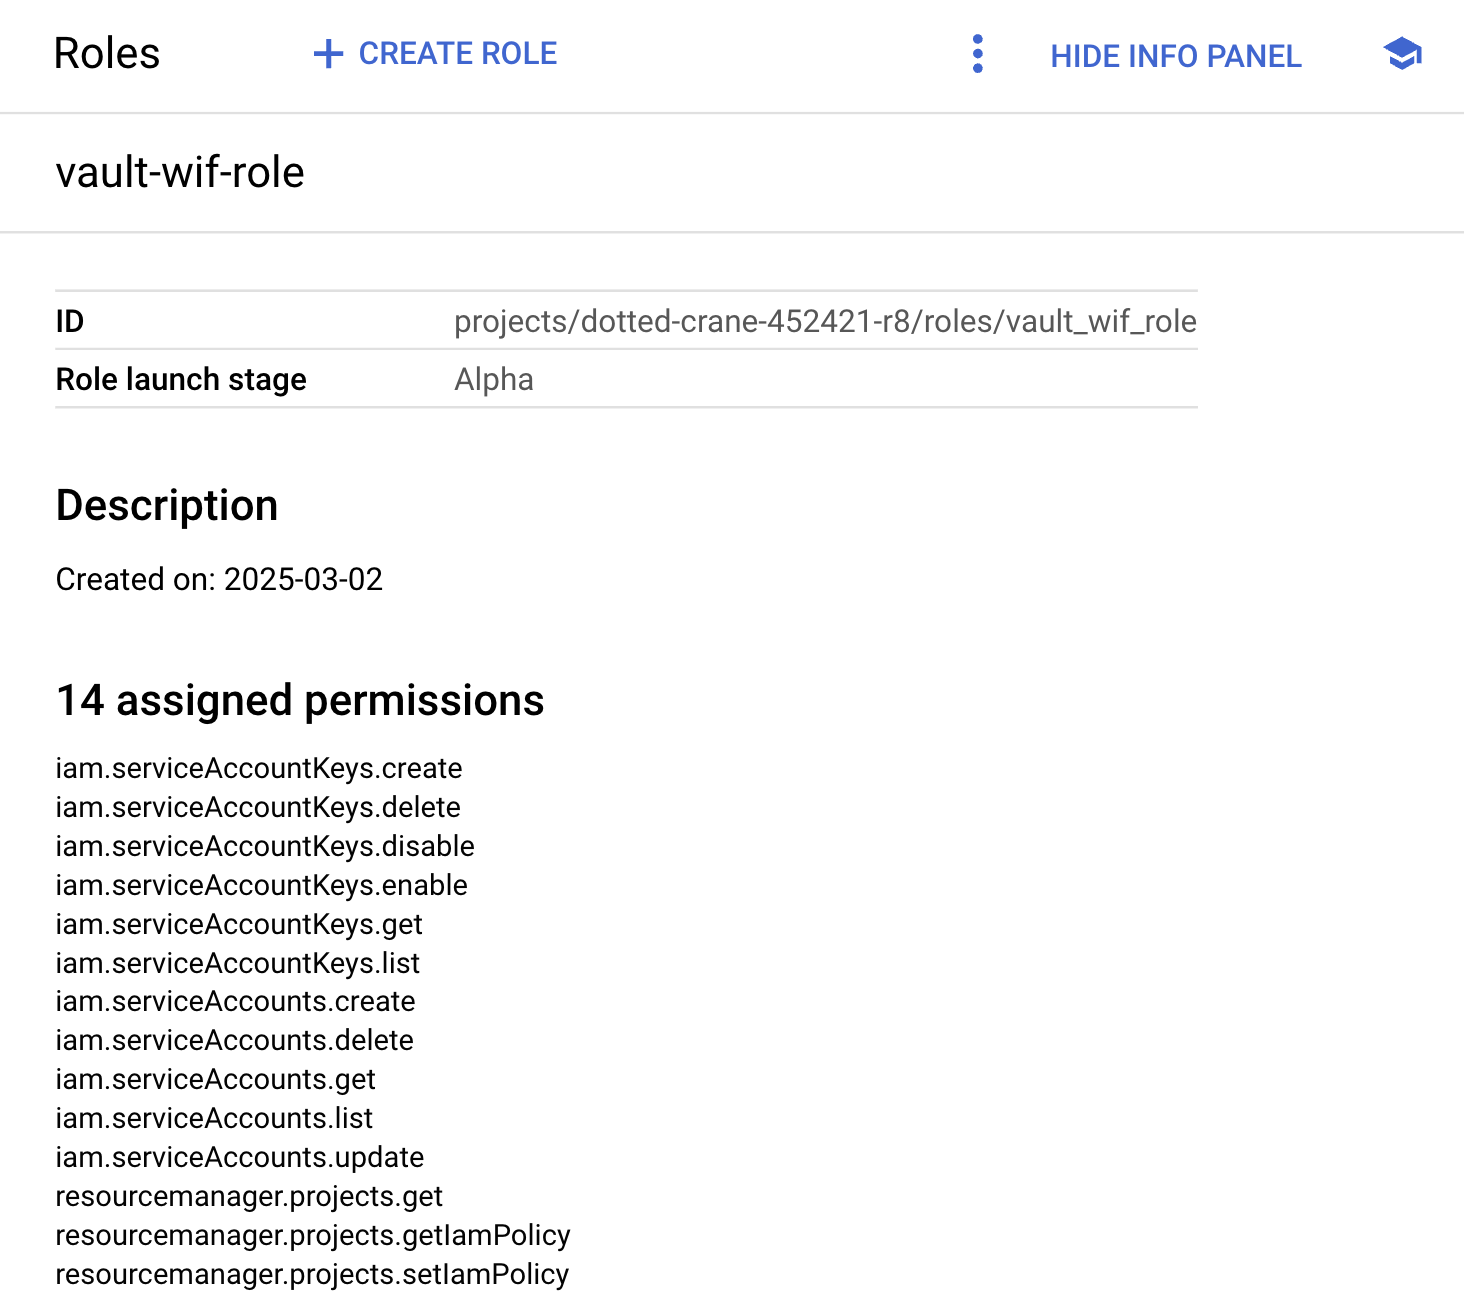 Roles
CREATE ROLE
HIDE INFO PANEL
vault-wif-role
ID projects/dotted-crane-452421-r8/roles/vault_wif_role
Role launch stage Alpha
Description
Created on: 2025-03-02
14 assigned permissions
iam.serviceAccountKeys.create
iam.serviceAccountKeys.delete
iam.serviceAccountKeys.disable
iam.serviceAccountKeys.enable
iam.serviceAccountKeys.get
iam.serviceAccountKeys.list
iam.serviceAccounts.create
iam.serviceAccounts.delete
iam.serviceAccounts.get
iam.serviceAccounts.list
iam.serviceAccounts.update
resourcemanager.projects.get
resourcemanager.projects.getIamPolicy
resourcemanager.projects.setIamPolicy